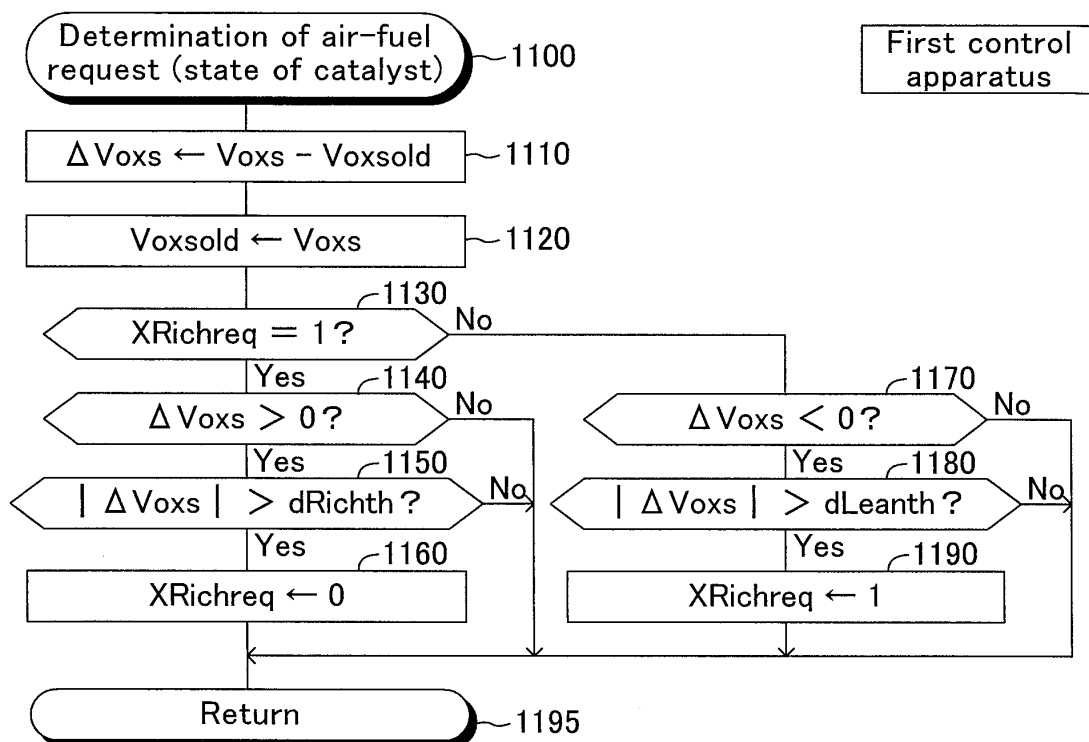 Determination of air-fuel
request (state of catalyst)
1100
First control
apparatus
ΔVoxs ← Voxs - Voxsold
1110
Voxsold ← Voxs
1120
1130
XRichreq = 1?
No
Yes
1140
ΔVoxs > 0?
No
Yes
1150
| ΔVoxs | > dRichth?
No
Yes
1160
XRichreq ← 0
1170
ΔVoxs < 0?
No
Yes
1180
| ΔVoxs | > dLeanth?
No
Yes
1190
XRichreq ← 1
Return
1195